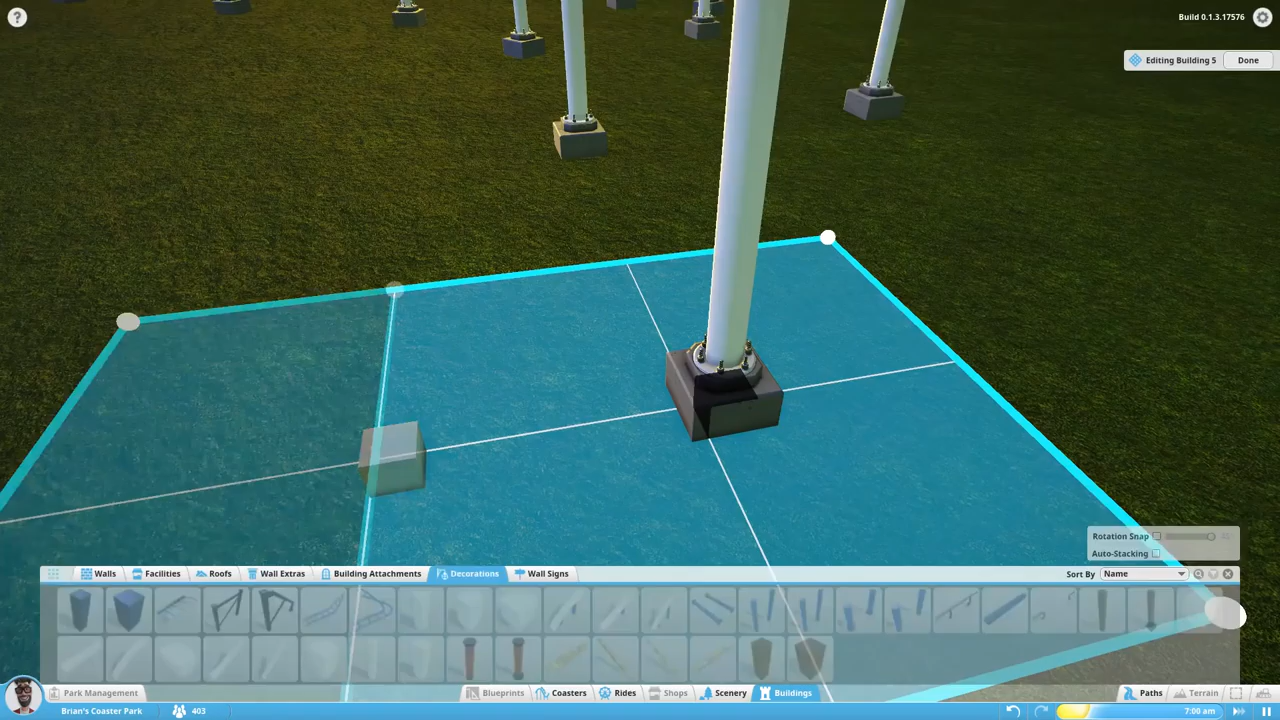 ?
Build 0.1.3.17576
Editing Building 5
Done
Rotation Snap
Auto-Stacking
Walls
Facilities
Roofs
Wall Extras
Building Attachments
Decorations
Wall Signs
Sort By
Name
Park Management
Blueprints
Coasters
Rides
Shops
Scenery
Buildings
Paths
Terrain
Brian's Coaster Park
403
7:00 am